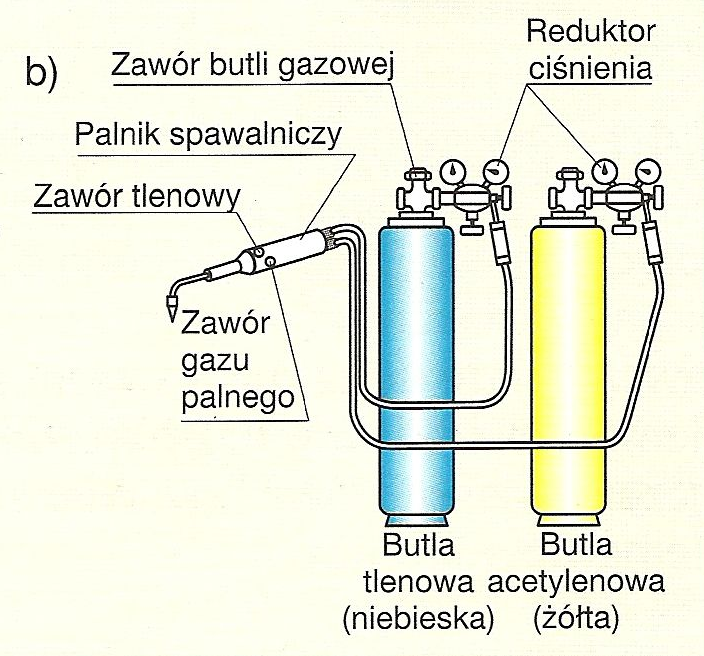 b)
Zawór butli gazowej
Reduktor
ciśnienia
Palnik spawalniczy
Zawór tlenowy
Zawór
gazu
palnego
Butla
tlenowa
(niebieska)
Butla
acetylenowa
(żółta)